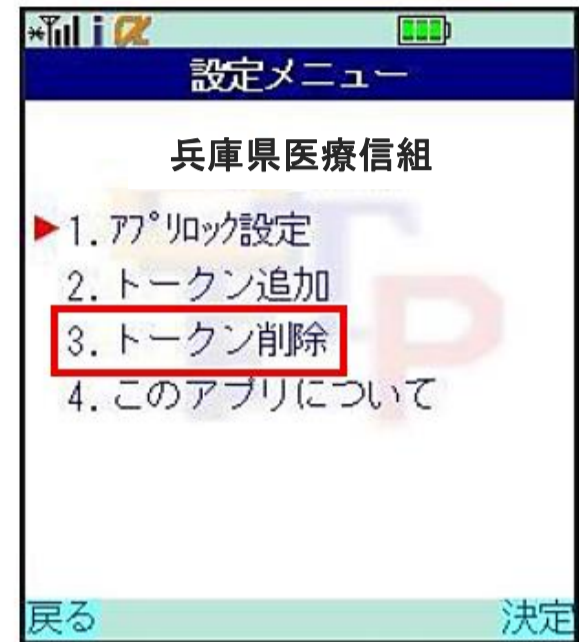 i α
設定メニュー
兵庫県医療信組
▶1. ｱﾌﾟﾘﾛｯｸ設定
2. トークン追加
3. トークン削除
4. このアプリについて
戻る 決定